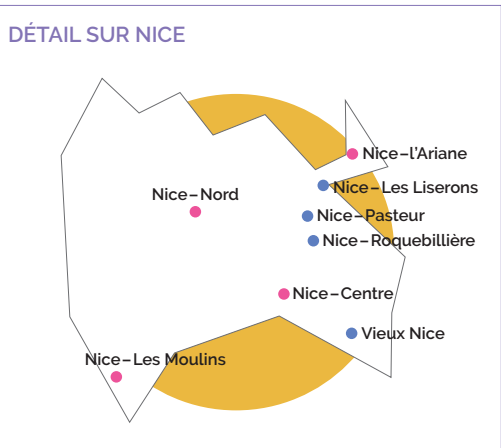 DÉTAIL SUR NICE
Nice–l'Ariane
Nice–Les Liserons
Nice–Nord
Nice–Pasteur
Nice–Roquebillière
Nice–Centre
Vieux Nice
Nice–Les Moulins